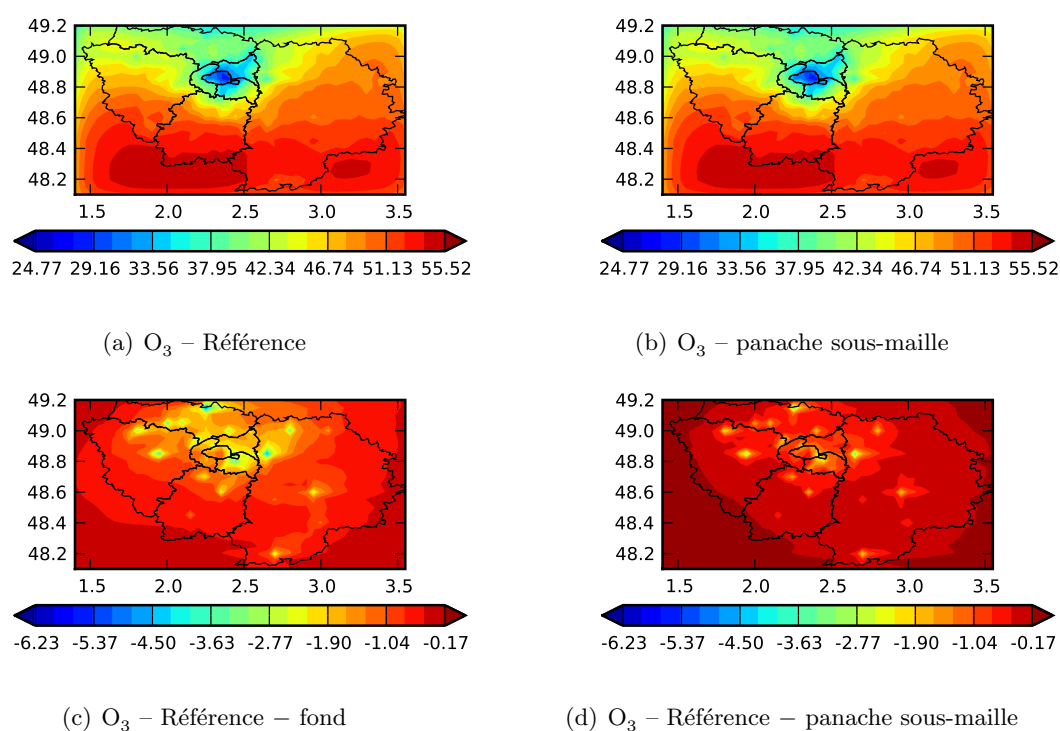 49.2
49.0
48.8
48.6
48.4
48.2
1.5 2.0 2.5 3.0 3.5
24.77 29.16 33.56 37.95 42.34 46.74 51.13 55.52
(a) O3 – Référence
49.2
49.0
48.8
48.6
48.4
48.2
1.5 2.0 2.5 3.0 3.5
24.77 29.16 33.56 37.95 42.34 46.74 51.13 55.52
(b) O3 – panache sous-maille
49.2
49.0
48.8
48.6
48.4
48.2
1.5 2.0 2.5 3.0 3.5
-6.23 -5.37 -4.50 -3.63 -2.77 -1.90 -1.04 -0.17
(c) O3 – Référence − fond
49.2
49.0
48.8
48.6
48.4
48.2
1.5 2.0 2.5 3.0 3.5
-6.23 -5.37 -4.50 -3.63 -2.77 -1.90 -1.04 -0.17
(d) O3 – Référence − panache sous-maille